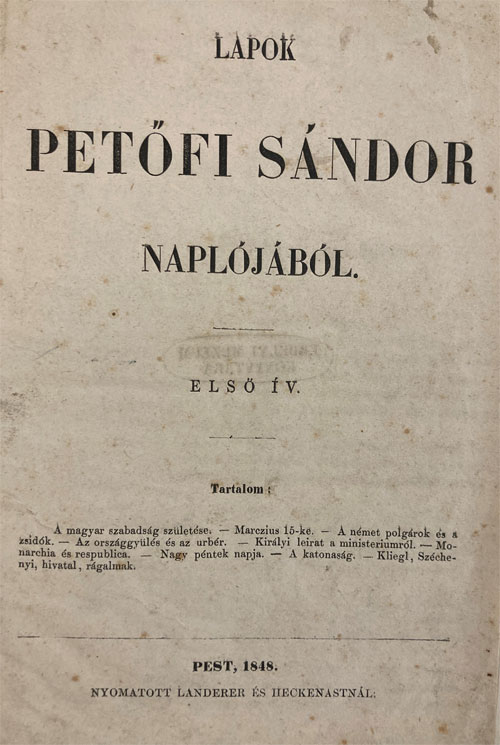 LAPOK
PETŐFI SÁNDOR
NAPLÓJÁBÓL.
ELSŐ ÍV.
Tartalom:
A magyar szabadság születése. — Marczius 15-ke. — A német polgárok és a
zsidók. — Az országgyülés és az urbér. — Királyi leirat a ministeriumról. — Mo-
narchia és respublica. — Nagy péntek napja. — A katonaság. — Kliegl, Széche-
nyi, hivatal, rágalmak.
PEST, 1848.
NYOMATOTT LANDERER ÉS HECKENASTNÁL.